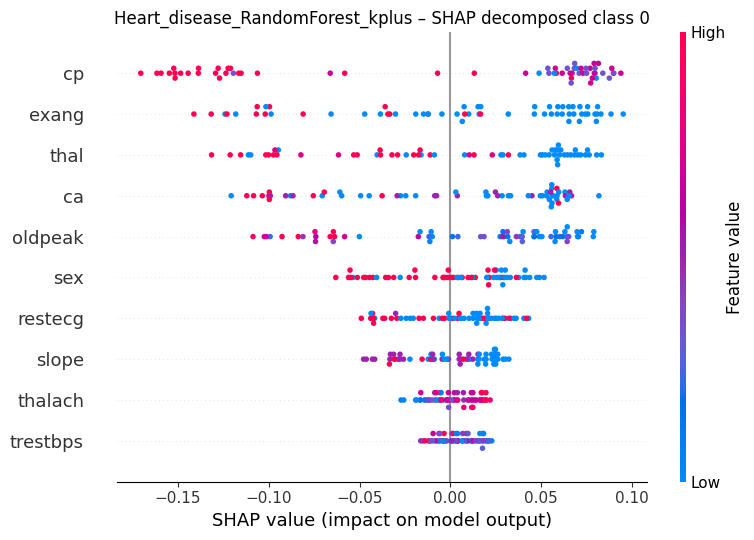 Heart_disease_RandomForest_kplus – SHAP decomposed class 0
High
cp
exang
thal
ca
oldpeak
sex
restecg
slope
thalach
trestbps
Feature value
Low
−0.15 −0.10 −0.05 0.00 0.05 0.10
SHAP value (impact on model output)